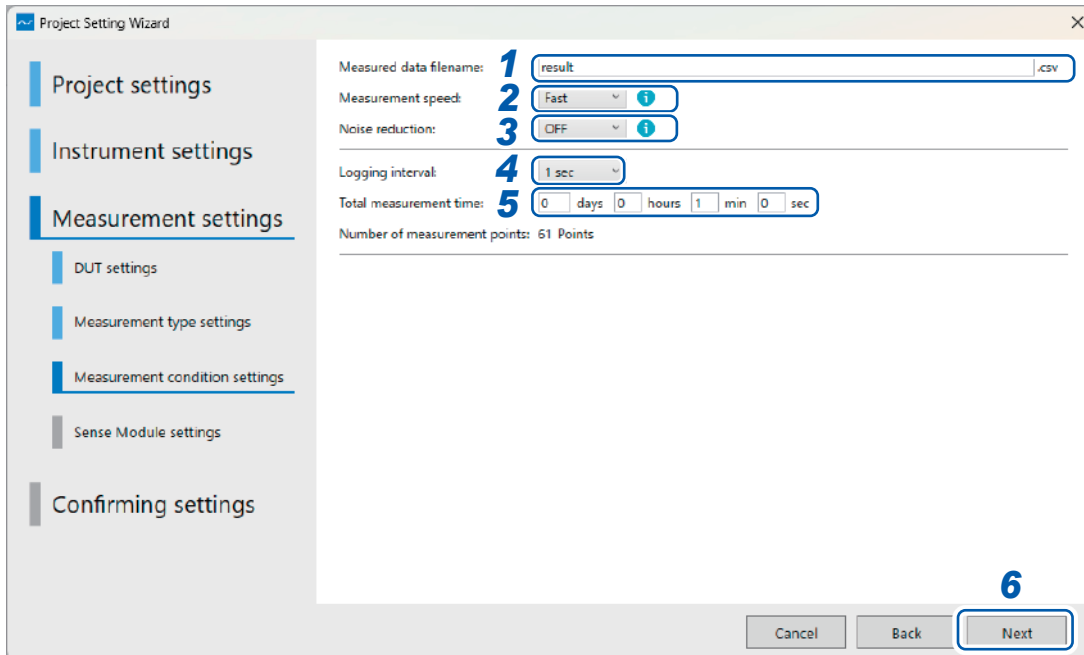 Project Setting Wizard
Project settings
Instrument settings
Measurement settings
DUT settings
Measurement type settings
Measurement condition settings
Sense Module settings
Confirming settings
Measured data filename: 1 result .csv
Measurement speed: 2 Fast i
Noise reduction: 3 OFF i
Logging interval: 4 1 sec
Total measurement time: 5 0 days 0 hours 1 min 0 sec
Number of measurement points: 61 Points
6
Cancel Back Next